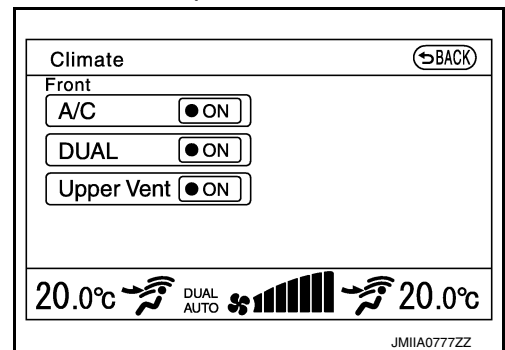 Climate
BACK
Front
A/C ON
DUAL ON
Upper Vent ON
20.0℃ DUAL AUTO 20.0℃
JMIIA0777ZZ